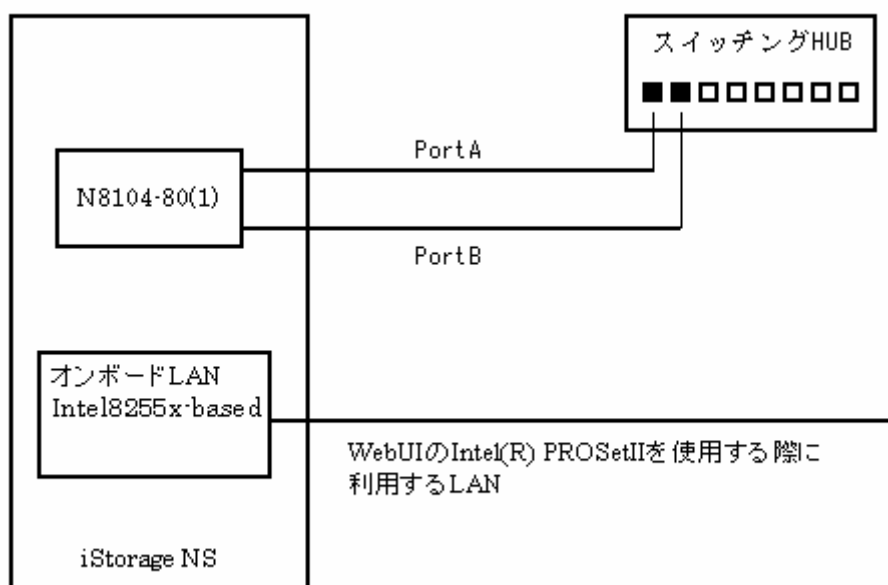 スイッチングHUB
PortA
N8104-80(1)
PortB
オンボードLAN
Intel8255x-based
WebUIのIntel(R) PROSetIIを使用する際に
利用するLAN
iStorage NS